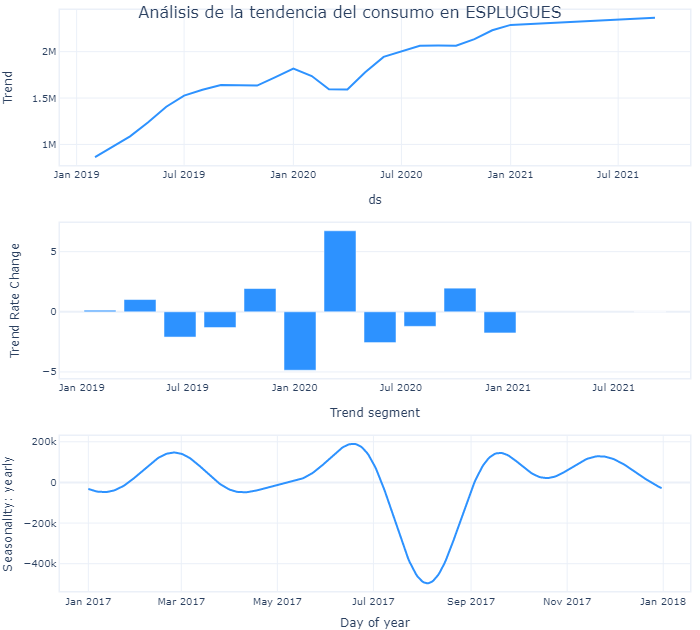 Análisis de la tendencia del consumo en ESPLUGUES
Trend
2M
1.5M
1M
Jan 2019 Jul 2019 Jan 2020 Jul 2020 Jan 2021 Jul 2021
ds
Trend Rate Change
5
0
−5
Jan 2019 Jul 2019 Jan 2020 Jul 2020 Jan 2021 Jul 2021
Trend segment
Seasonality: yearly
200k
0
−200k
−400k
Jan 2017 Mar 2017 May 2017 Jul 2017 Sep 2017 Nov 2017 Jan 2018
Day of year